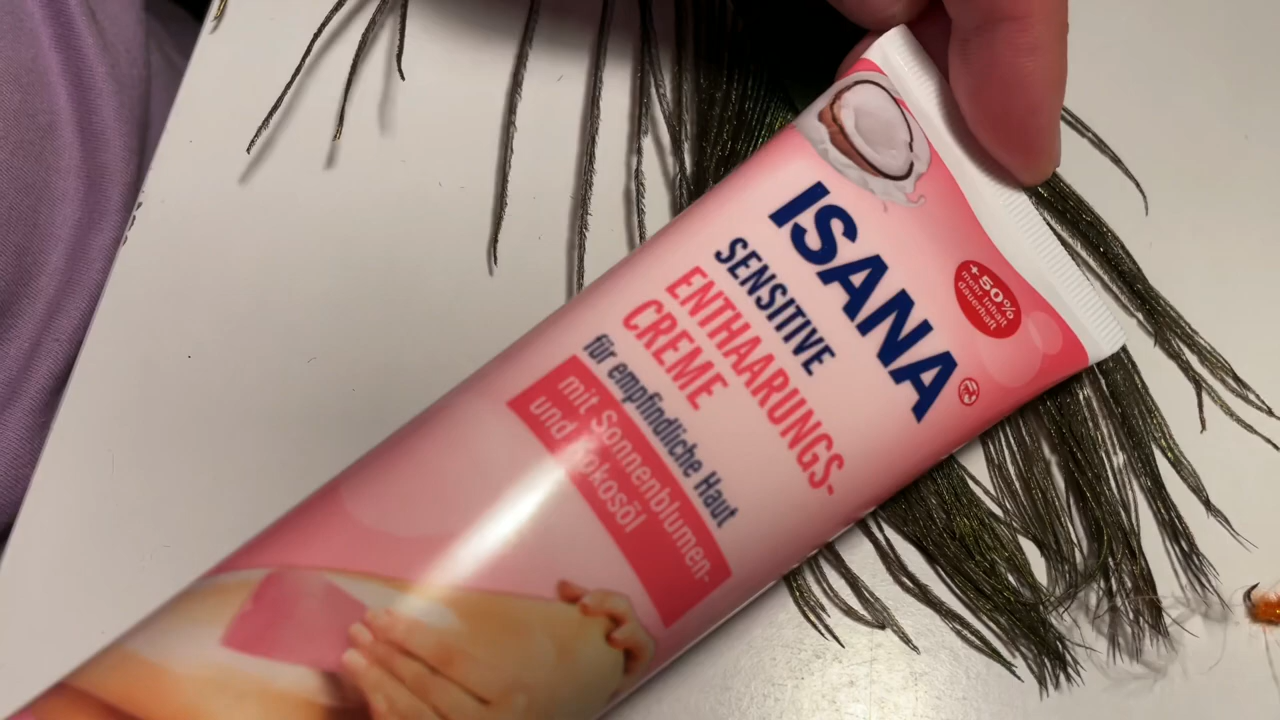 ISANA
SENSITIVE
ENTHAARUNGS-
CREME
für empfindliche Haut
mit Sonnenblumen-
und Kokosöl
+50%
mehr Inhalt
dauerhaft